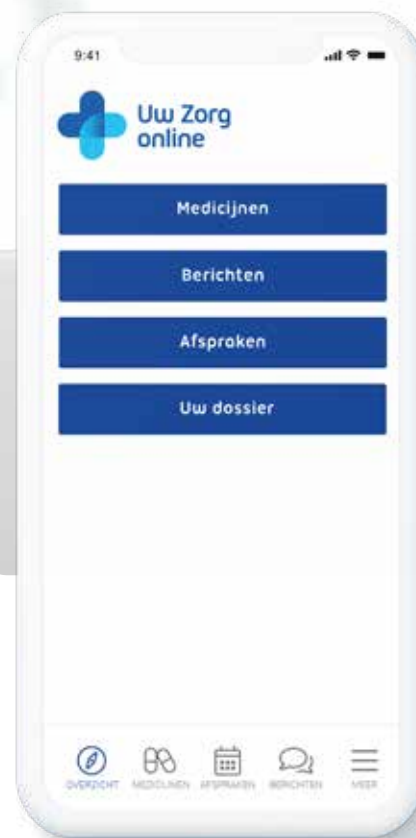 9:41
Uw Zorg
online
Medicijnen
Berichten
Afspraken
Uw dossier
OVERZICHT
MEDICIJNEN
AFSPRAKEN
BERICHTEN
MEER